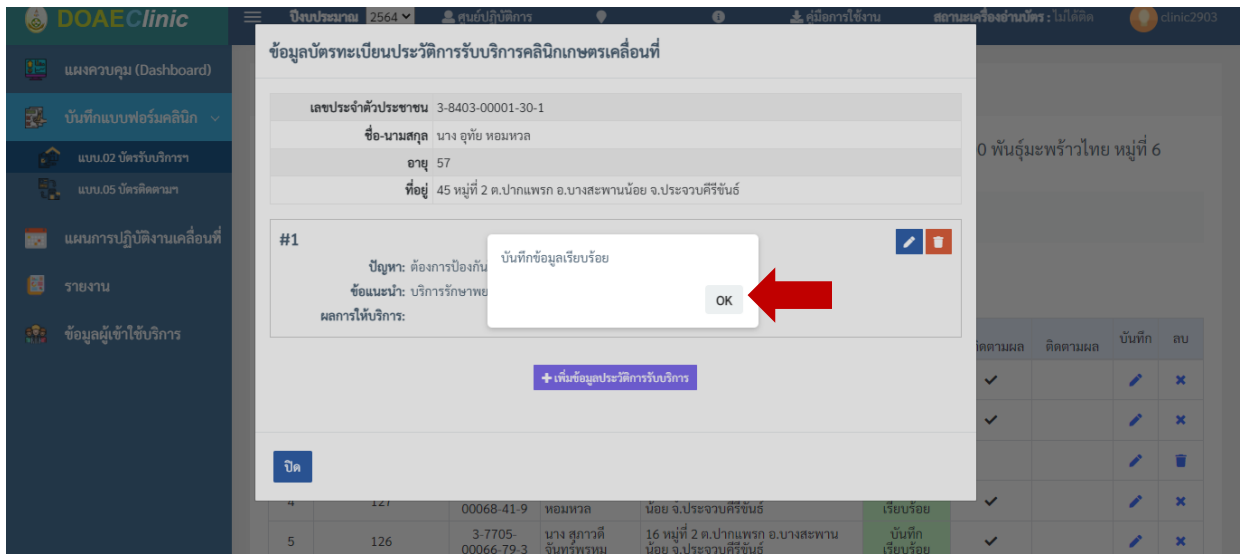 DOAEClinic
ปีงบประมาณ 2564 ศูนย์ปฏิบัติการ คู่มือการใช้งาน สถานะเครื่องอ่านบัตร : ไม่ได้ติด clinic2903
แผงควบคุม (Dashboard)
บันทึกแบบฟอร์มคลินิก
แบบ.02 บัตรรับบริการฯ
แบบ.05 บัตรติดตามฯ
แผนการปฏิบัติงานเคลื่อนที่
รายงาน
ข้อมูลผู้เข้าใช้บริการ
ข้อมูลบัตรทะเบียนประวัติการรับบริการคลินิกเกษตรเคลื่อนที่
เลขประจำตัวประชาชน 3-8403-00001-30-1
ชื่อ-นามสกุล นาง อุทัย หอมหวล
อายุ 57
ที่อยู่ 45 หมู่ที่ 2 ต.ปากแพรก อ.บางสะพานน้อย จ.ประจวบคีรีขันธ์
0 พันธุ์มะพร้าวไทย หมู่ที่ 6
#1
ปัญหา: ต้องการป้องกัน
ข้อแนะนำ: บริการรักษาพย
ผลการให้บริการ:
บันทึกข้อมูลเรียบร้อย
OK
+ เพิ่มข้อมูลประวัติการรับบริการ
ปิด
ติดตามผล ติดตามผล บันทึก ลบ
4 127 00068-41-9 หอมหวล น้อย จ.ประจวบคีรีขันธ์ เรียบร้อย
5 126 3-7705- นาง สุภาวดี 16 หมู่ที่ 2 ต.ปากแพรก อ.บางสะพาน บันทึก
00066-79-3 จันทร์พรหม น้อย จ.ประจวบคีรีขันธ์ เรียบร้อย